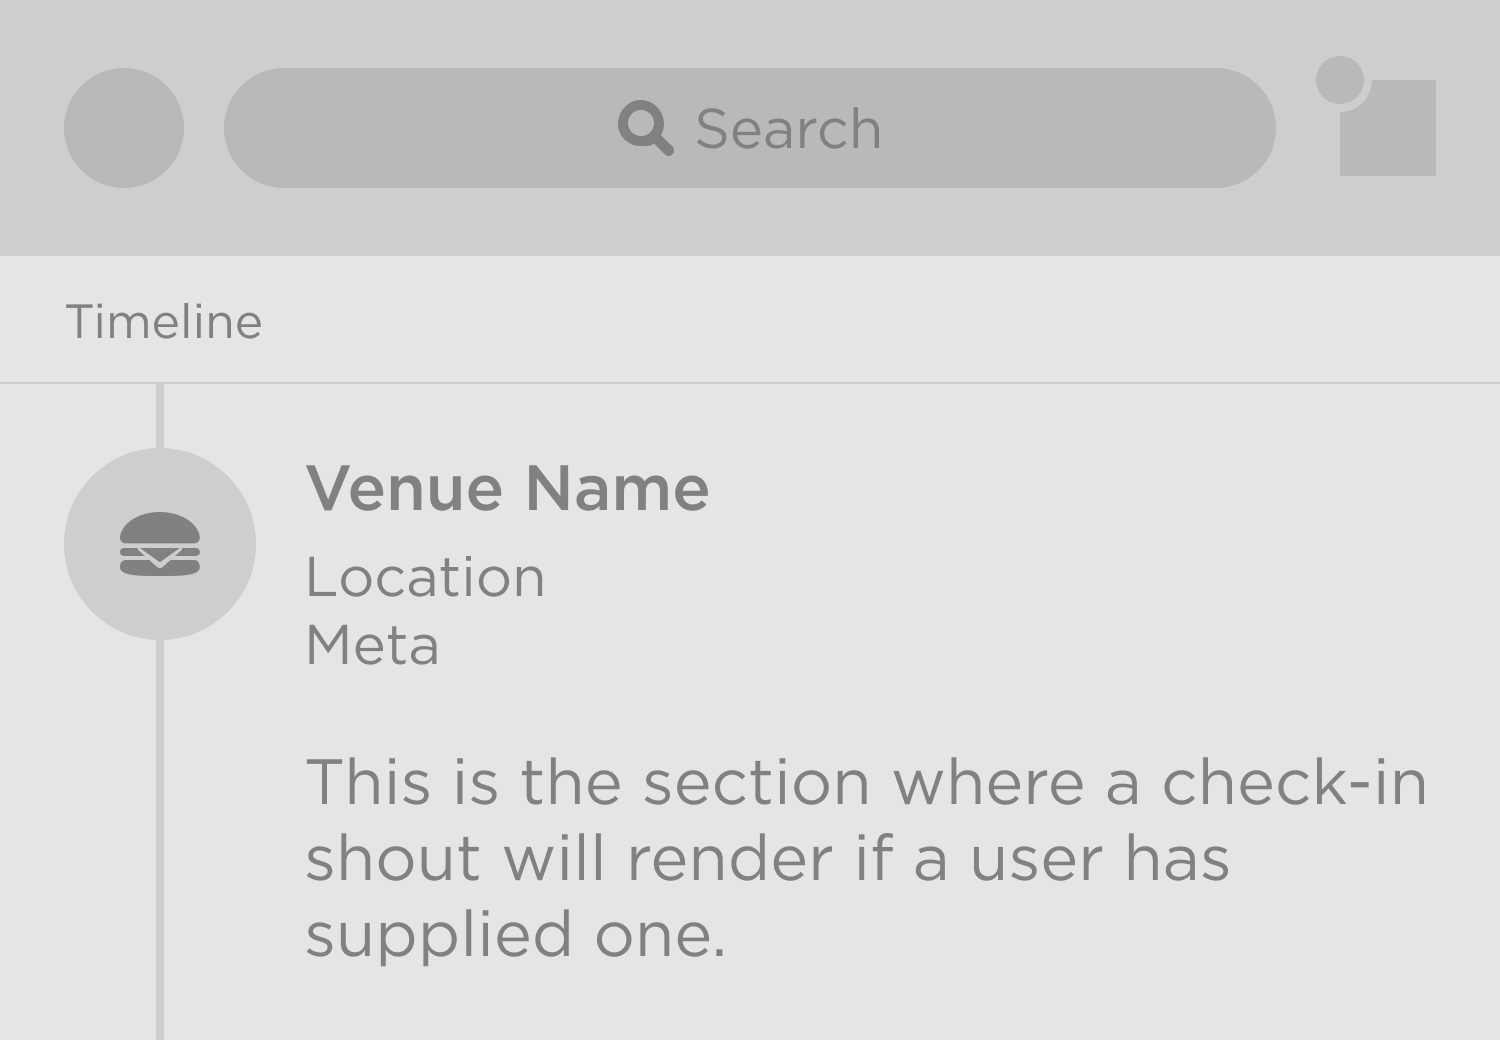 Search
Timeline
Venue Name
Location
Meta
This is the section where a check-in
shout will render if a user has
supplied one.